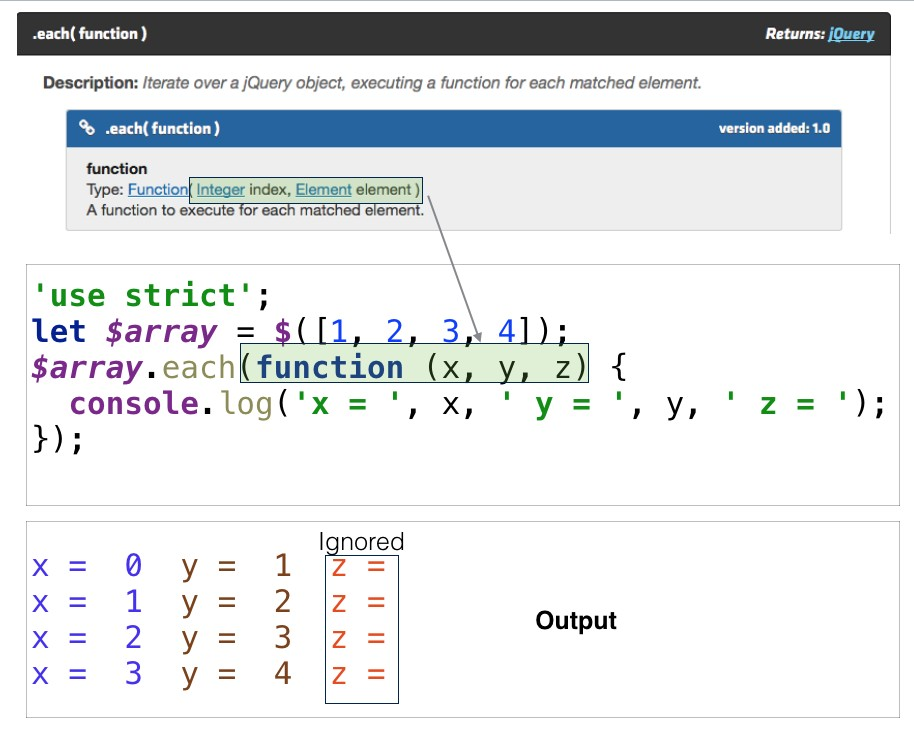 .each( function ) Returns: jQuery
Description: Iterate over a jQuery object, executing a function for each matched element.
.each( function ) version added: 1.0
function
Type: Function( Integer index, Element element )
A function to execute for each matched element.
'use strict';
let $array = $([1, 2, 3, 4]);
$array.each(function (x, y, z) {
  console.log('x = ', x, ' y = ', y, ' z = ');
});
Ignored
x =  0  y =  1  z =
x =  1  y =  2  z =
x =  2  y =  3  z =
x =  3  y =  4  z =
Output